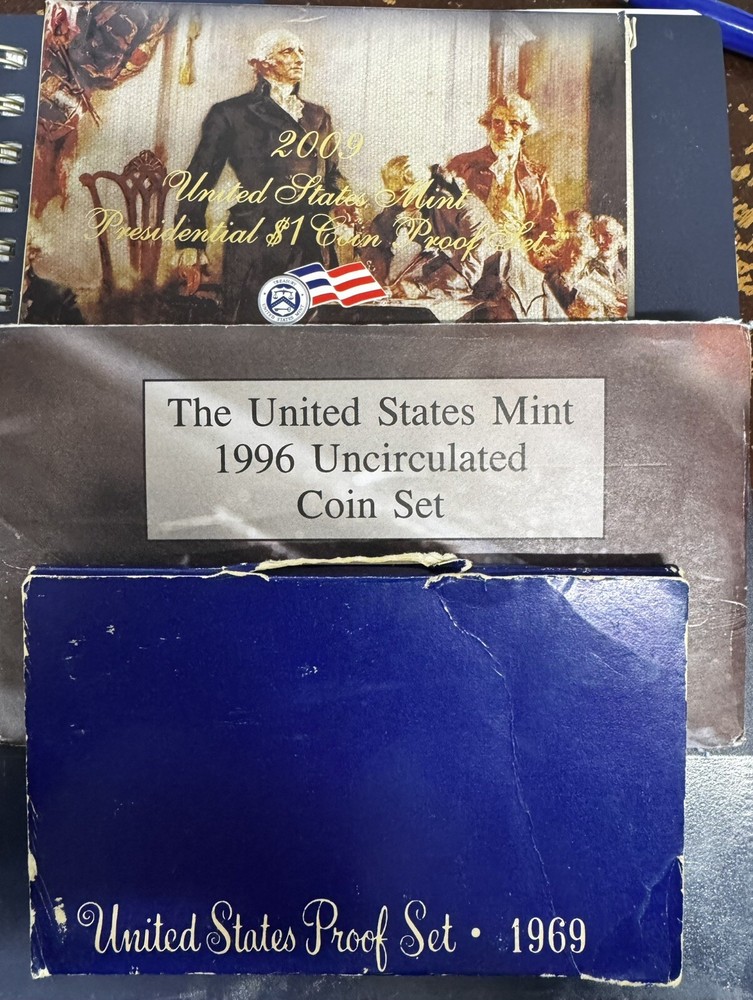 2009
United States Mint
Presidential $1 Coin Proof Set™
The United States Mint
1996 Uncirculated
Coin Set
United States Proof Set • 1969